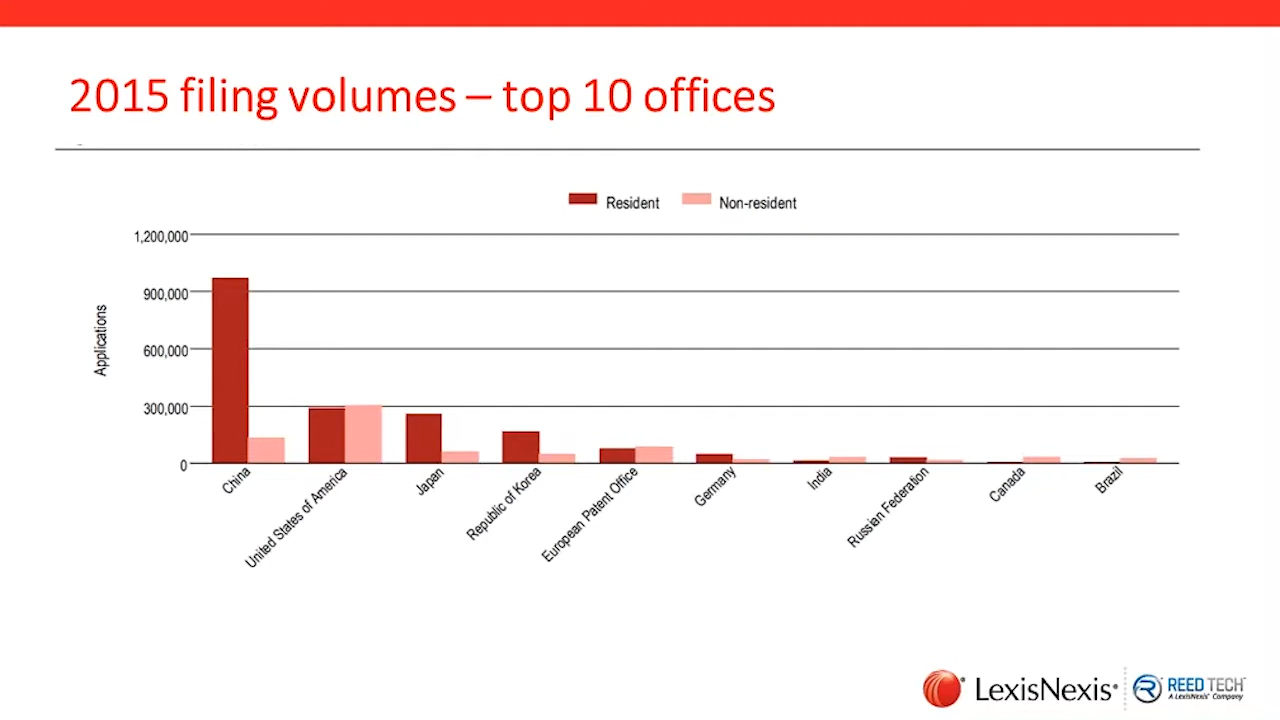 2015 filing volumes – top 10 offices
Resident
Non-resident
1,200,000
900,000
600,000
300,000
0
Applications
China
United States of America
Japan
Republic of Korea
European Patent Office
Germany
India
Russian Federation
Canada
Brazil
LexisNexis®
REED TECH™
A LexisNexis® Company